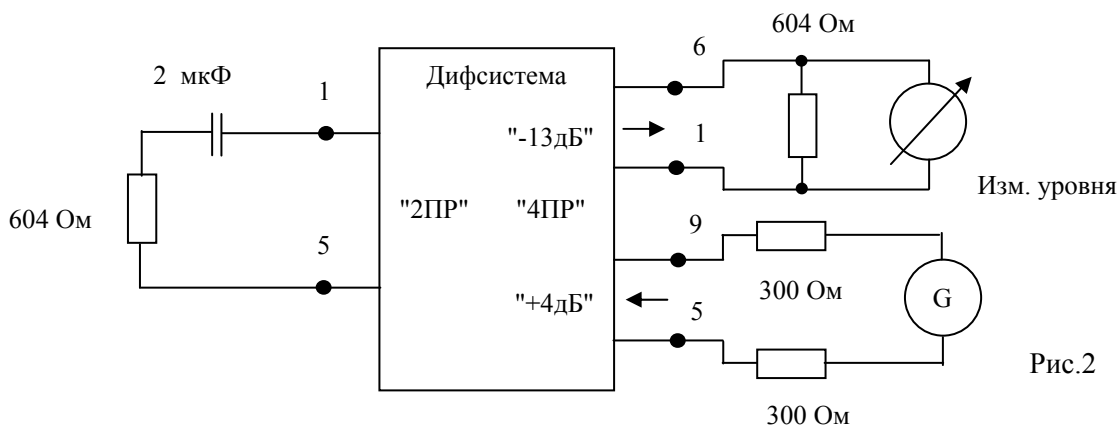 604 Ом
6
2 мкФ
Дифсистема
1
"-13дБ"
1
Изм. уровня
"2ПР" "4ПР"
604 Ом
9
5
300 Ом
"+4дБ"
G
5
Рис.2
300 Ом